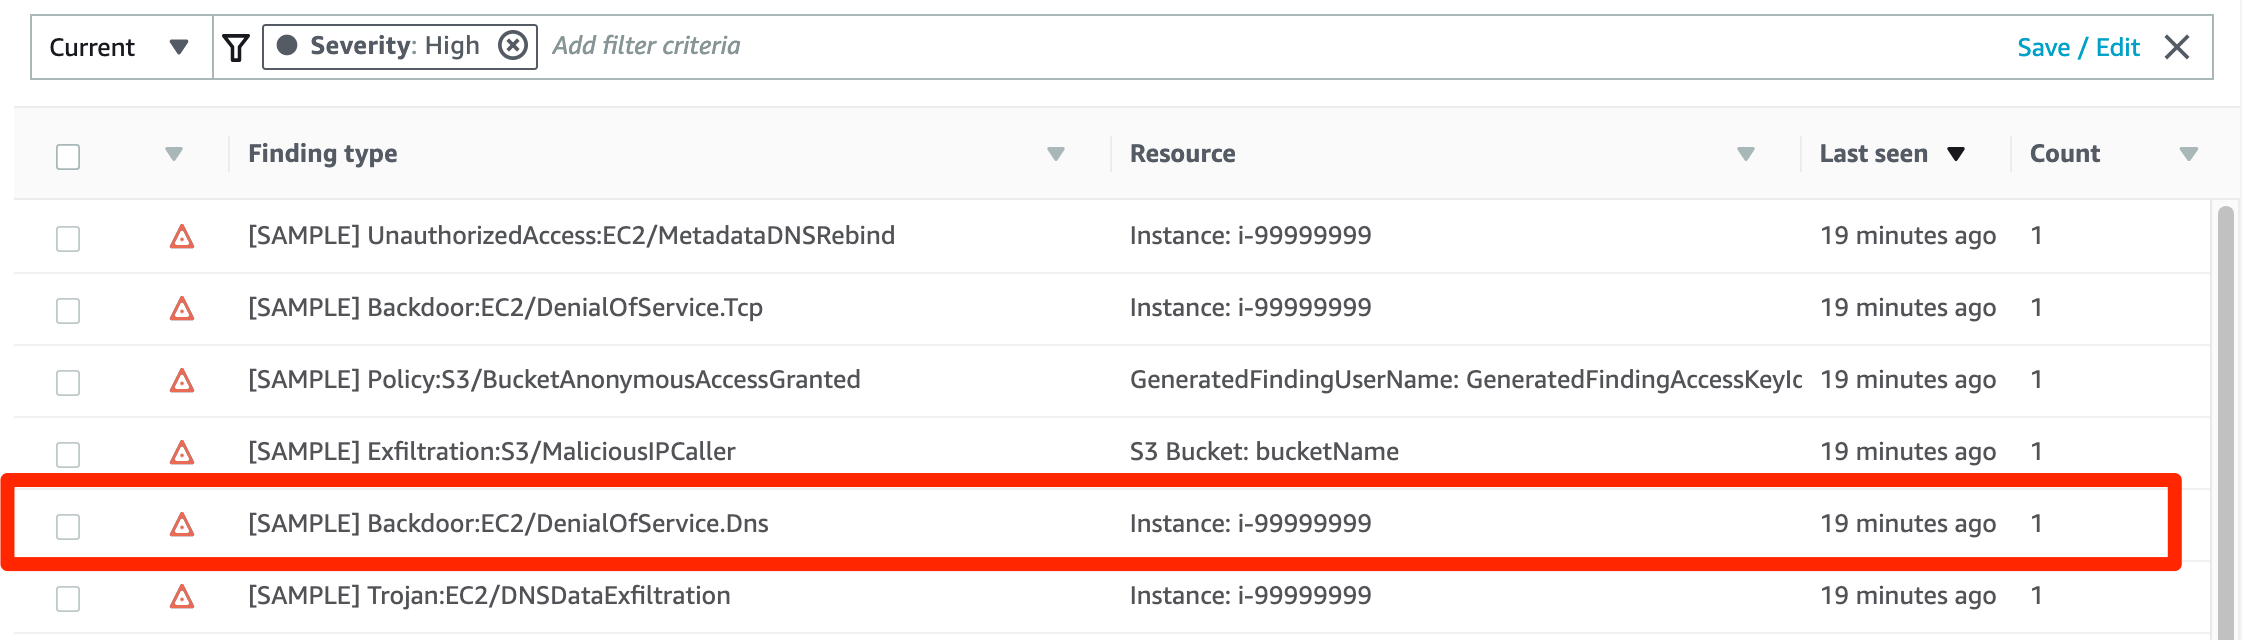 Current Severity: High Add filter criteria Save / Edit
Finding type Resource Last seen Count
[SAMPLE] UnauthorizedAccess:EC2/MetadataDNSRebind Instance: i-99999999 19 minutes ago 1
[SAMPLE] Backdoor:EC2/DenialOfService.Tcp Instance: i-99999999 19 minutes ago 1
[SAMPLE] Policy:S3/BucketAnonymousAccessGranted GeneratedFindingUserName: GeneratedFindingAccessKeyId 19 minutes ago 1
[SAMPLE] Exfiltration:S3/MaliciousIPCaller S3 Bucket: bucketName 19 minutes ago 1
[SAMPLE] Backdoor:EC2/DenialOfService.Dns Instance: i-99999999 19 minutes ago 1
[SAMPLE] Trojan:EC2/DNSDataExfiltration Instance: i-99999999 19 minutes ago 1